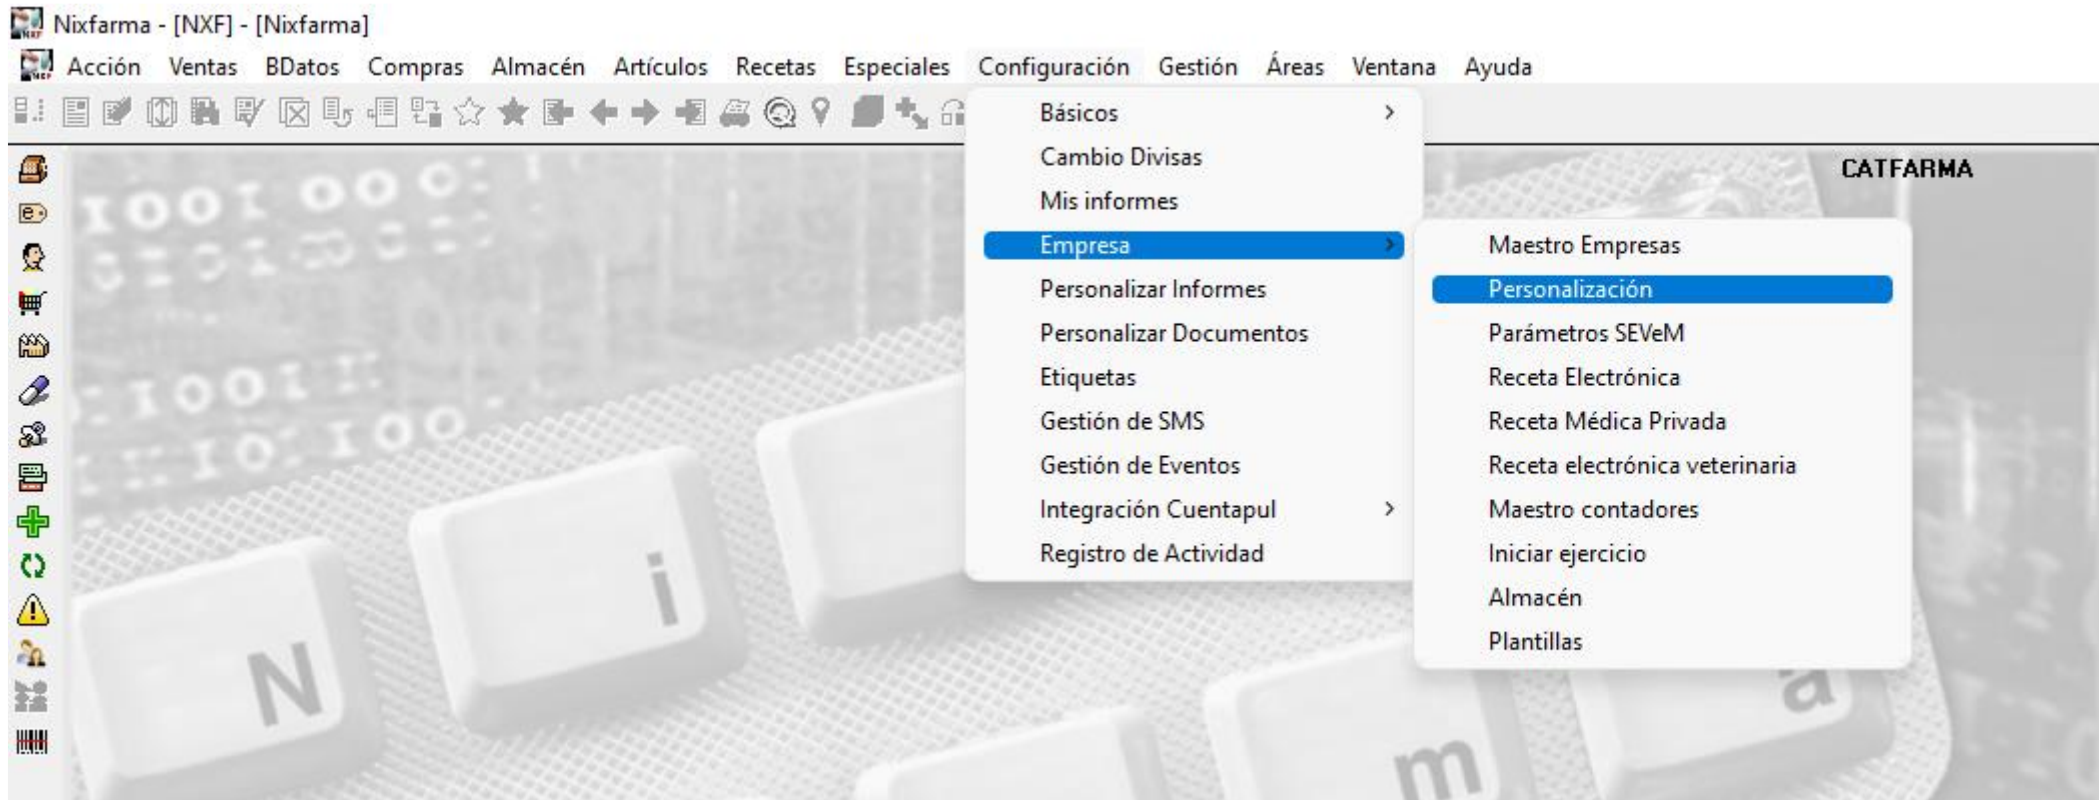 Nixfarma - [NXF] - [Nixfarma]
Acción Ventas BDatos Compras Almacén Artículos Recetas Especiales Configuración Gestión Áreas Ventana Ayuda
Básicos
Cambio Divisas
Mis informes
Empresa
Personalizar Informes
Personalizar Documentos
Etiquetas
Gestión de SMS
Gestión de Eventos
Integración Cuentapul
Registro de Actividad
CATFARMA
Maestro Empresas
Personalización
Parámetros SEVeM
Receta Electrónica
Receta Médica Privada
Receta electrónica veterinaria
Maestro contadores
Iniciar ejercicio
Almacén
Plantillas
N i
m a